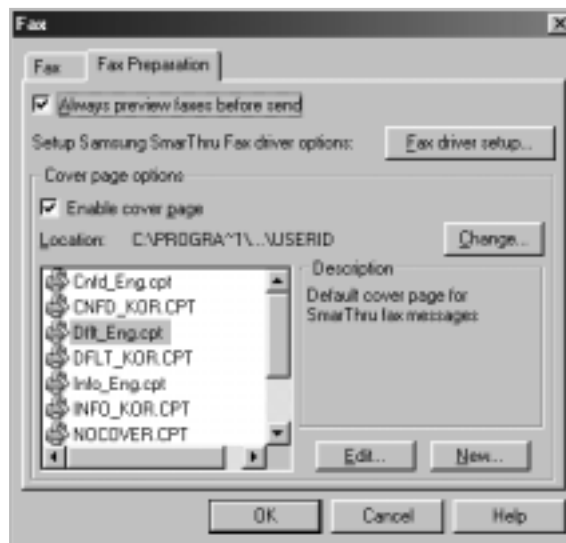 Fax
Fax Fax Preparation
Always preview faxes before send
Setup Samsung SmarThru Fax driver options: Fax driver setup...
Cover page options
Enable cover page
Location: C:\PROGRA~1\...\USERID Change...
Description
Cnfd_Eng.cpt
CNFD_KOR.CPT
Dflt_Eng.cpt
DFLT_KOR.CPT
Info_Eng.cpt
INFO_KOR.CPT
NOCOVER.CPT
Default cover page for
SmarThru fax messages
Edit... New...
OK Cancel Help